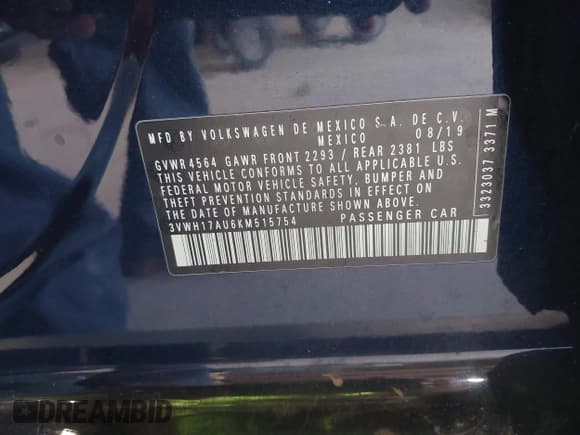 MFD BY VOLKSWAGEN DE MEXICO S.A. DE C.V.
MEXICO 08/19
GVWR 4564 GAWR FRONT 2293 / REAR 2381 LBS
THIS VEHICLE CONFORMS TO ALL APPLICABLE U.S.
FEDERAL MOTOR VEHICLE SAFETY, BUMPER AND
THEFT PREVENTION STANDARDS IN EFFECT ON
THE DATE OF MANUFACTURE SHOWN ABOVE.
3VWH17AU6KM515754 PASSENGER CAR
3323037 3371 M
DREAMBID